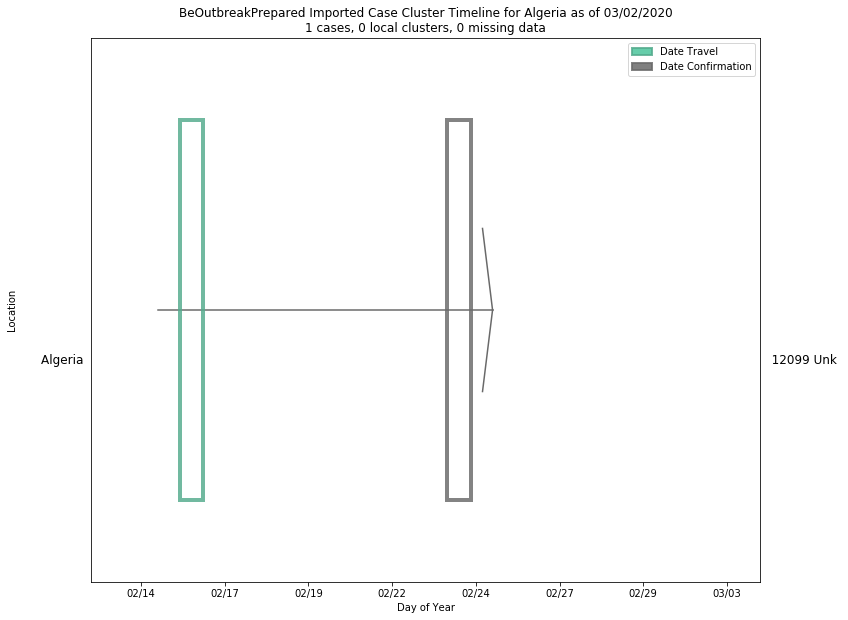 BeOutbreakPrepared Imported Case Cluster Timeline for Algeria as of 03/02/2020
1 cases, 0 local clusters, 0 missing data
Date Travel
Date Confirmation
Location
Algeria
12099 Unk
02/14 02/17 02/19 02/22 02/24 02/27 02/29 03/03
Day of Year